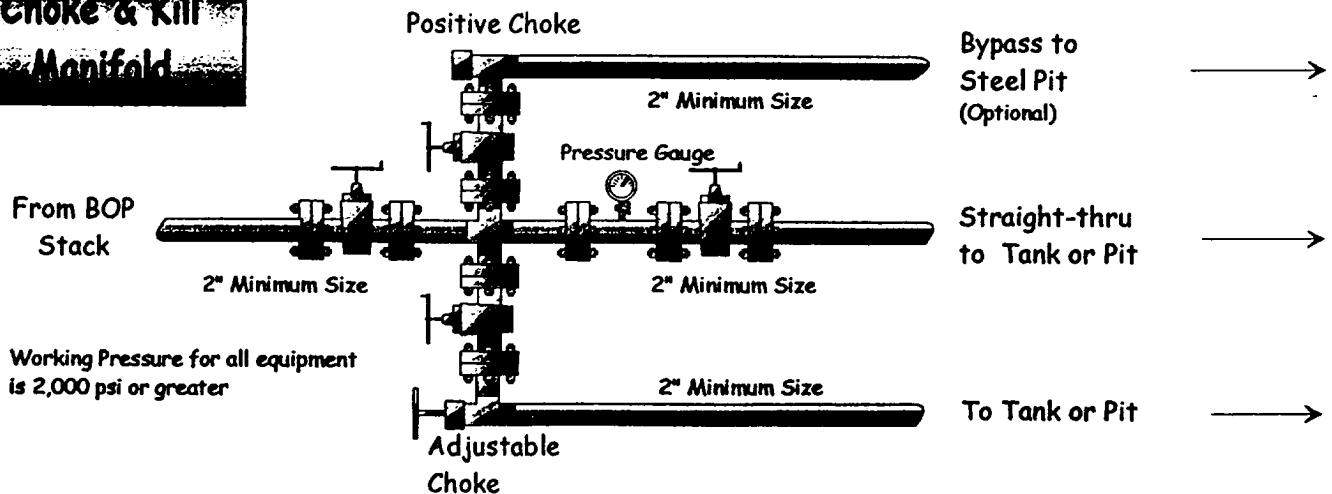 Choke & Kill
Manifold
Positive Choke
Bypass to
Steel Pit
(Optional)
2" Minimum Size
Pressure Gauge
From BOP
Stack
Straight-thru
to Tank or Pit
2" Minimum Size
2" Minimum Size
Working Pressure for all equipment
is 2,000 psi or greater
2" Minimum Size
To Tank or Pit
Adjustable
Choke